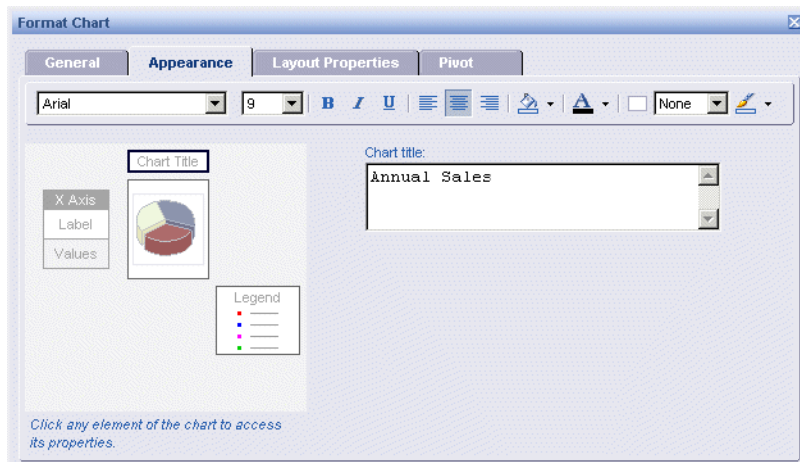 Format Chart
General Appearance Layout Properties Pivot
Arial 9 B I U A None
Chart Title
Chart title:
Annual Sales
X Axis
Label
Values
Legend
Click any element of the chart to access
its properties.